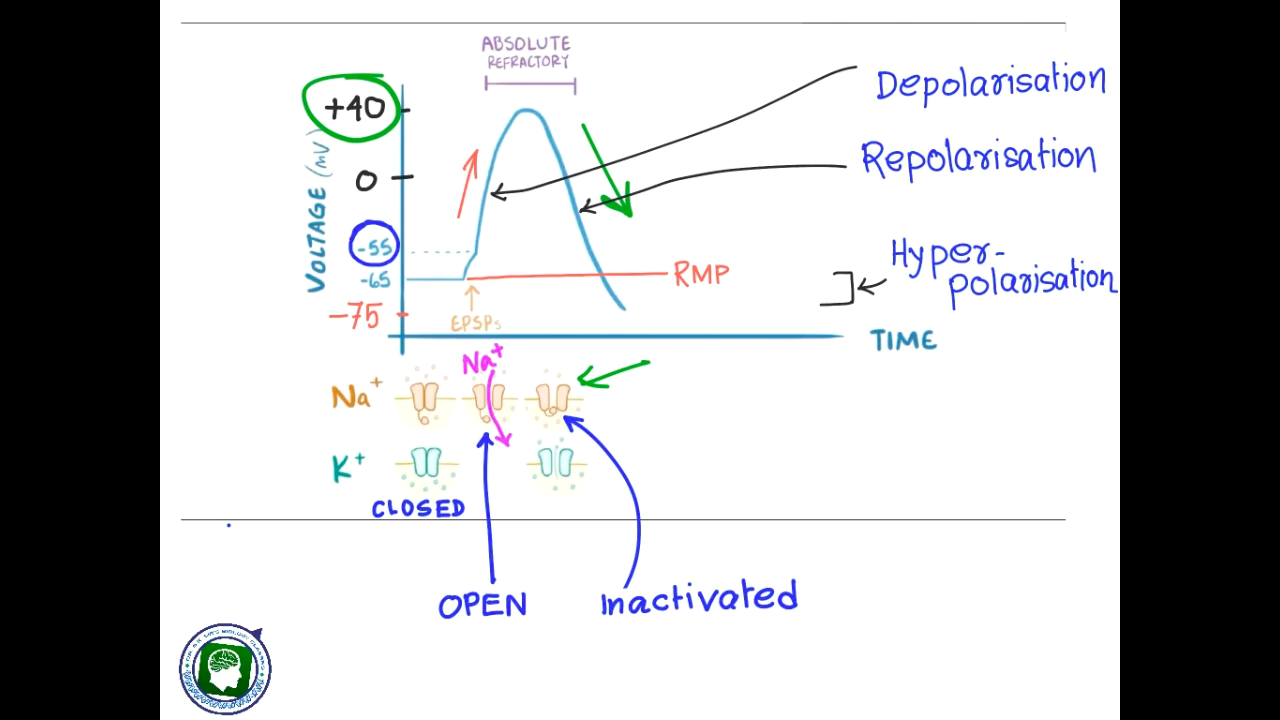 ABSOLUTE
REFRACTORY
Depolarisation
+40
Repolarisation
0
VOLTAGE (mV)
-55
Hyper-
polarisation
-65
RMP
-75
EPSPs
TIME
Na+
Na+
K+
CLOSED
OPEN
Inactivated